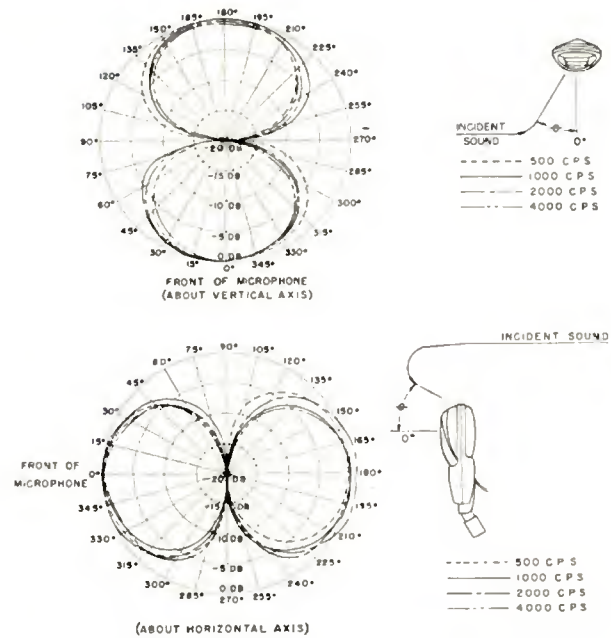 180°
165° 195°
150° 210°
135° 225°
120° 240°
105° 255°
90° 270°
75° 285°
60° 300°
45° 315°
30° 330°
15° 345°
0°
20 DB
-15 DB
-10 DB
-5 DB
0.0 DB
FRONT OF MICROPHONE
(ABOUT VERTICAL AXIS)
INCIDENT
SOUND
0°
500 CPS
1000 CPS
2000 CPS
4000 CPS
90°
75° 105°
60° 120°
45° 135°
30° 150°
15° 165°
FRONT OF
MICROPHONE
0° 180°
345° 195°
330° 210°
315° 225°
300° 240°
285° 255°
270°
-20 DB
-15 DB
-10 DB
-5 DB
0.0 DB
(ABOUT HORIZONTAL AXIS)
INCIDENT SOUND
0°
500 CPS
1000 CPS
2000 CPS
4000 CPS